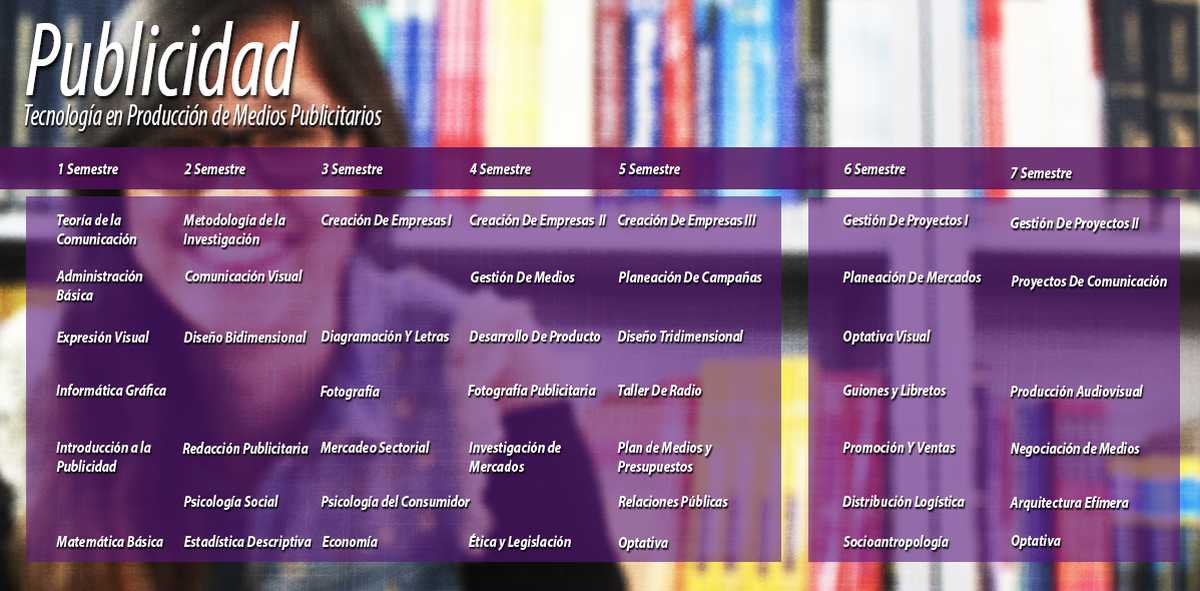 Publicidad
Tecnología en Producción de Medios Publicitarios
1 Semestre 2 Semestre 3 Semestre 4 Semestre 5 Semestre 6 Semestre 7 Semestre
Teoría de la Comunicación
Administración Básica
Expresión Visual
Informática Gráfica
Introducción a la Publicidad
Matemática Básica
Metodología de la Investigación
Comunicación Visual
Diseño Bidimensional
Redacción Publicitaria
Psicología Social
Estadística Descriptiva
Creación De Empresas I
Diagramación Y Letras
Fotografía
Mercadeo Sectorial
Psicología del Consumidor
Economía
Creación De Empresas II
Gestión De Medios
Desarrollo De Producto
Fotografía Publicitaria
Investigación de Mercados
Ética y Legislación
Creación De Empresas III
Planeación De Campañas
Diseño Tridimensional
Taller De Radio
Plan de Medios y Presupuestos
Relaciones Públicas
Optativa
Gestión De Proyectos I
Planeación De Mercados
Optativa Visual
Guiones y Libretos
Promoción Y Ventas
Distribución Logística
Socioantropología
Gestión De Proyectos II
Proyectos De Comunicación
Producción Audiovisual
Negociación de Medios
Arquitectura Efímera
Optativa